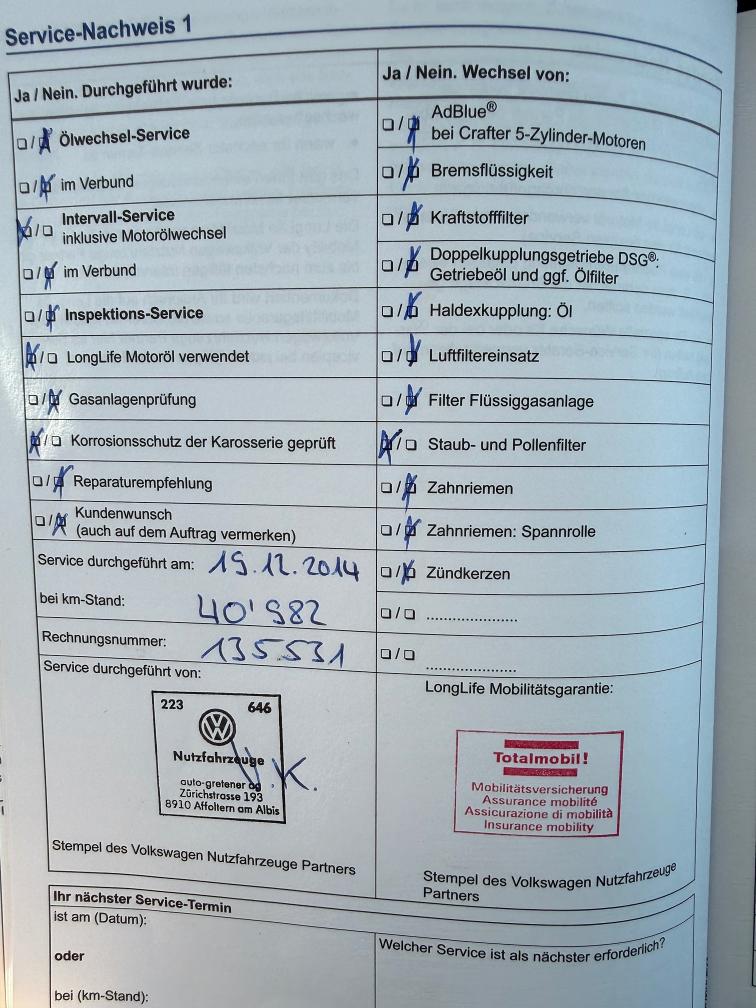 Service-Nachweis 1
Ja / Nein. Durchgeführt wurde:
Ölwechsel-Service
im Verbund
Intervall-Service
inklusive Motorölwechsel
im Verbund
Inspektions-Service
LongLife Motoröl verwendet
Gasanlagenprüfung
Korrosionsschutz der Karosserie geprüft
Reparaturempfehlung
Kundenwunsch
(auch auf dem Auftrag vermerken)
Service durchgeführt am: 19.12.2014
bei km-Stand: 40'982
Rechnungsnummer: 135531
Service durchgeführt von:
223 646
Nutzfahrzeuge
auto-gretener ag
Zürichstrasse 193
8910 Affoltern am Albis
V.K.
Stempel des Volkswagen Nutzfahrzeuge Partners
Ja / Nein. Wechsel von:
AdBlue®
bei Crafter 5-Zylinder-Motoren
Bremsflüssigkeit
Kraftstofffilter
Doppelkupplungsgetriebe DSG®:
Getriebeöl und ggf. Ölfilter
Haldexkupplung: Öl
Luftfiltereinsatz
Filter Flüssiggasanlage
Staub- und Pollenfilter
Zahnriemen
Zahnriemen: Spannrolle
Zündkerzen
LongLife Mobilitätsgarantie:
Totalmobil!
Mobilitätsversicherung
Assurance mobilité
Assicurazione di mobilità
Insurance mobility
Stempel des Volkswagen Nutzfahrzeuge
Partners
Ihr nächster Service-Termin
ist am (Datum):
oder
bei (km-Stand):
Welcher Service ist als nächster erforderlich?